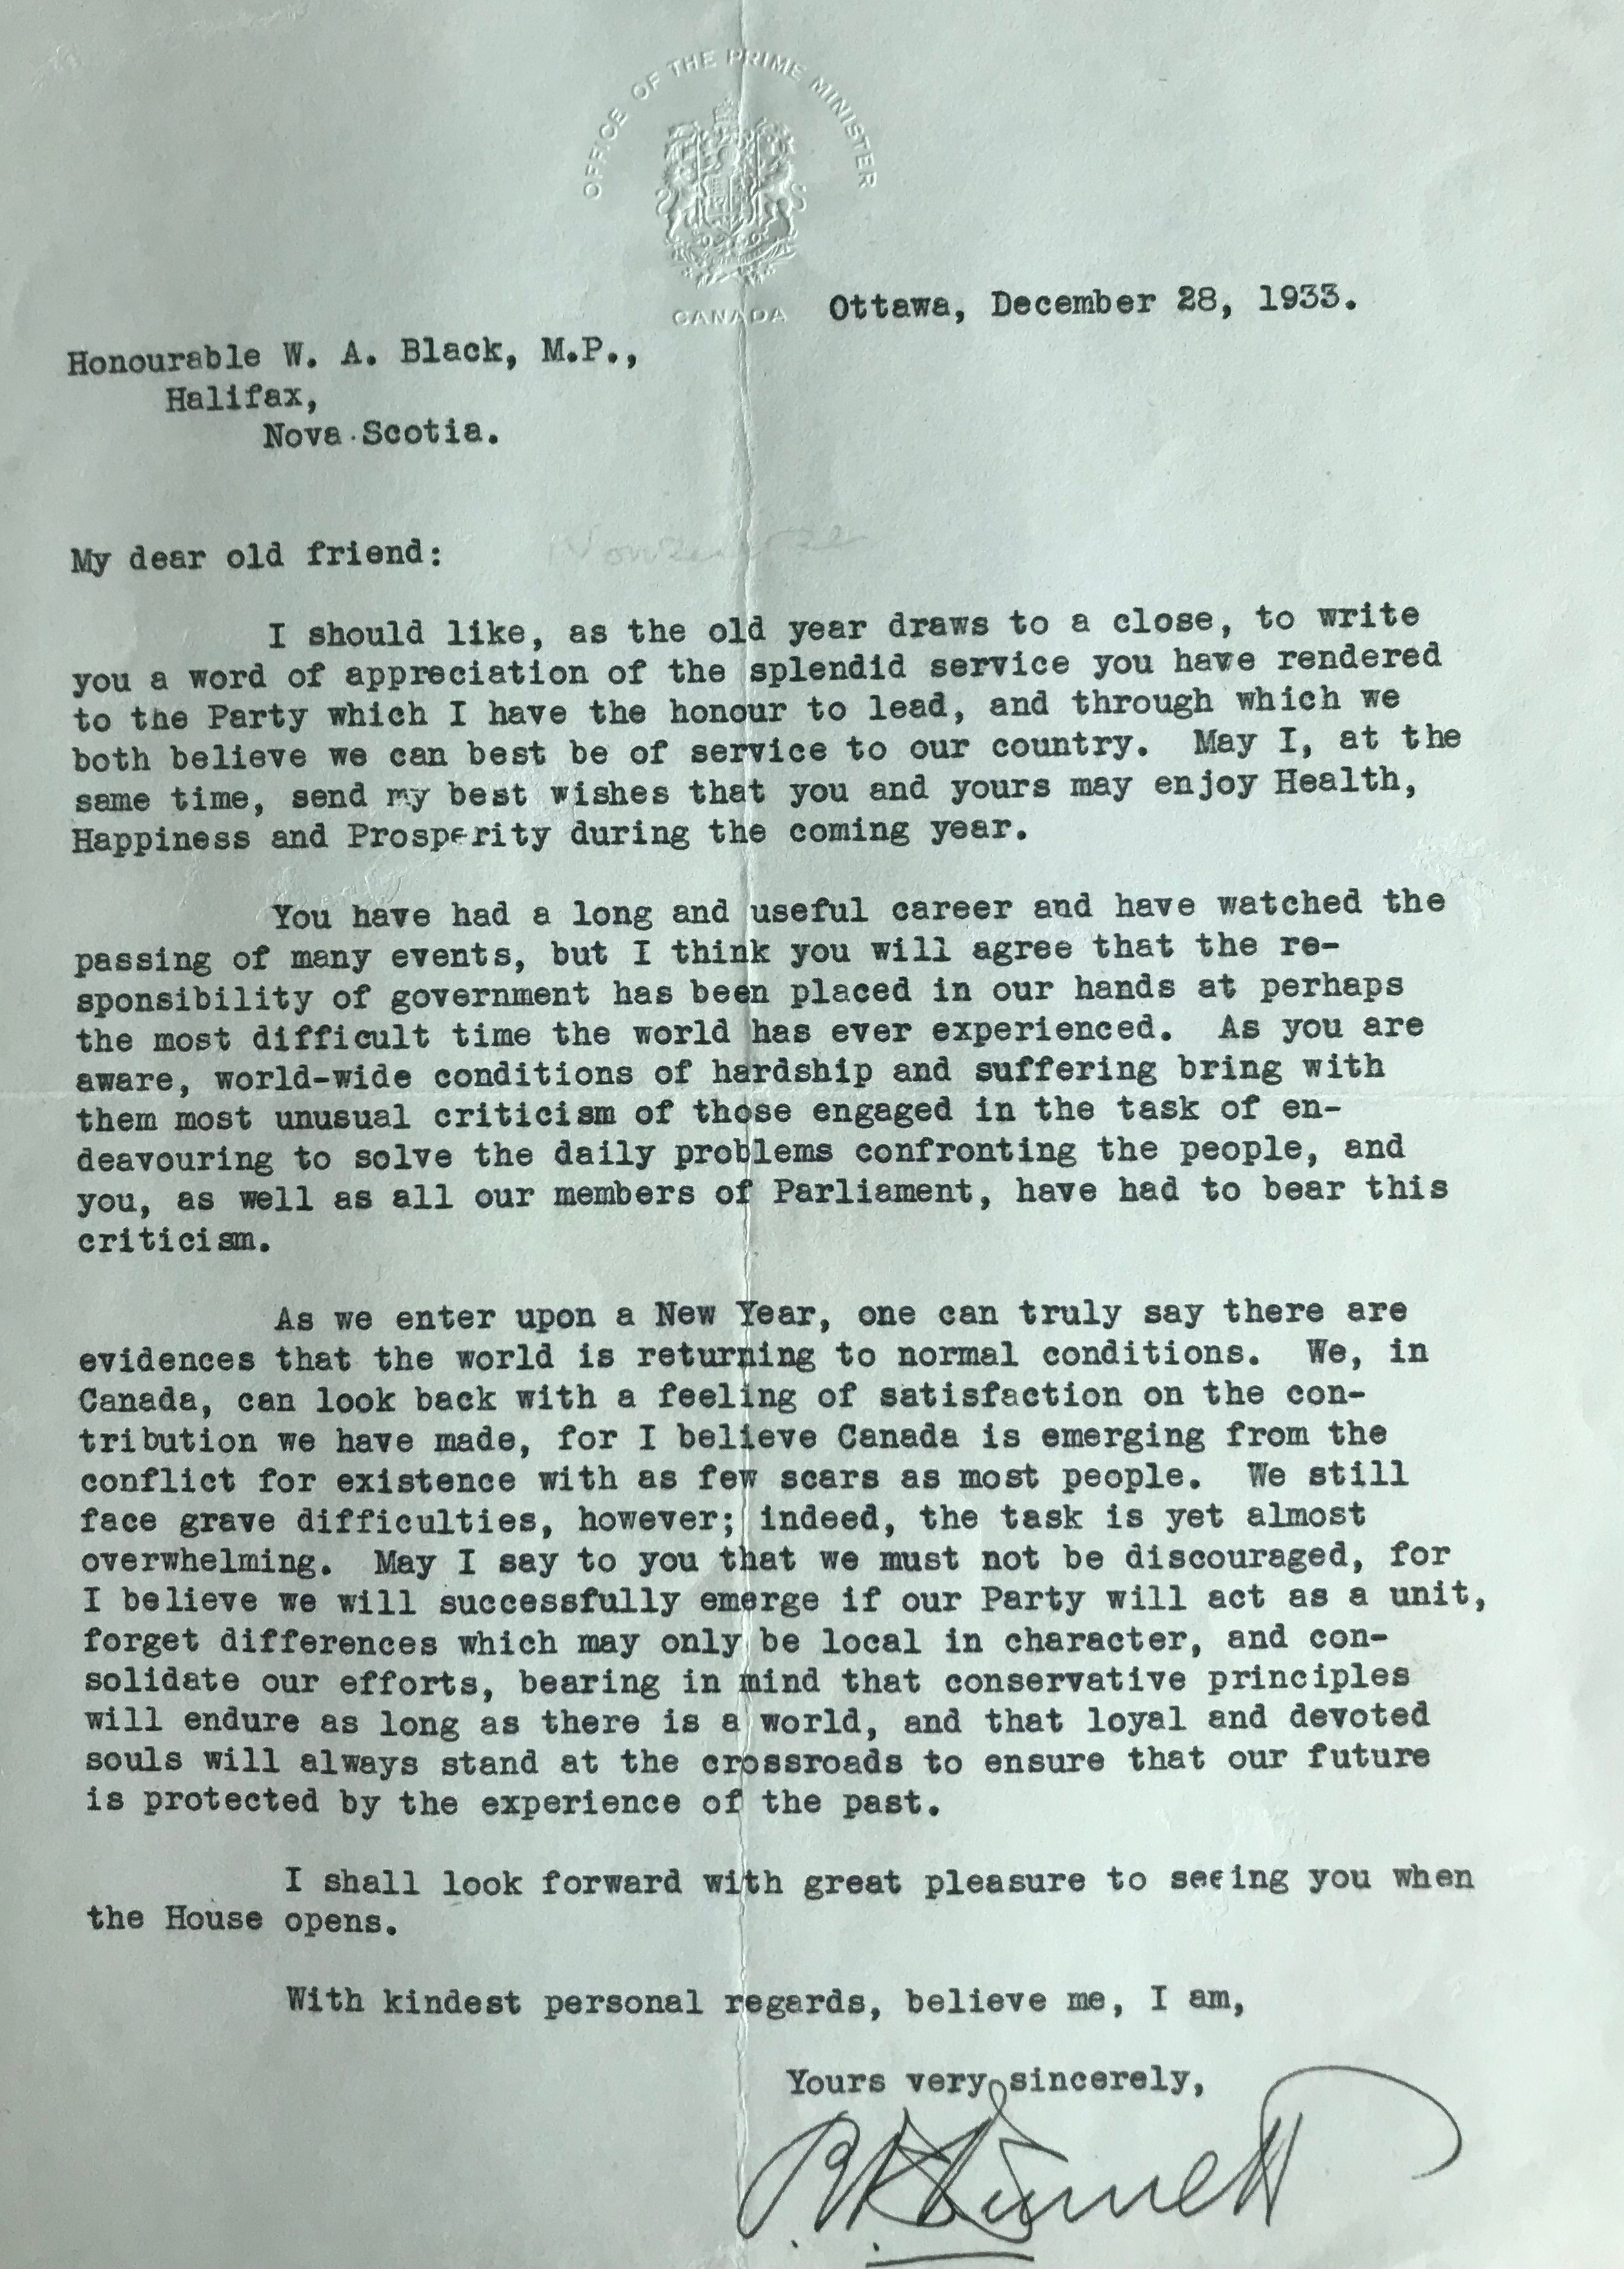 OFFICE OF THE PRIME MINISTER
CANADA
Ottawa, December 28, 1933.
Honourable W. A. Black, M.P.,
Halifax,
Nova Scotia.
My dear old friend:
I should like, as the old year draws to a close, to write
you a word of appreciation of the splendid service you have rendered
to the Party which I have the honour to lead, and through which we
both believe we can best be of service to our country. May I, at the
same time, send my best wishes that you and yours may enjoy Health,
Happiness and Prosperity during the coming year.
You have had a long and useful career and have watched the
passing of many events, but I think you will agree that the re-
sponsibility of government has been placed in our hands at perhaps
the most difficult time the world has ever experienced. As you are
aware, world-wide conditions of hardship and suffering bring with
them most unusual criticism of those engaged in the task of en-
deavouring to solve the daily problems confronting the people, and
you, as well as all our members of Parliament, have had to bear this
criticism.
As we enter upon a New Year, one can truly say there are
evidences that the world is returning to normal conditions. We, in
Canada, can look back with a feeling of satisfaction on the con-
tribution we have made, for I believe Canada is emerging from the
conflict for existence with as few scars as most people. We still
face grave difficulties, however; indeed, the task is yet almost
overwhelming. May I say to you that we must not be discouraged, for
I believe we will successfully emerge if our Party will act as a unit,
forget differences which may only be local in character, and con-
solidate our efforts, bearing in mind that conservative principles
will endure as long as there is a world, and that loyal and devoted
souls will always stand at the crossroads to ensure that our future
is protected by the experience of the past.
I shall look forward with great pleasure to seeing you when
the House opens.
With kindest personal regards, believe me, I am,
Yours very sincerely,
R. B. Bennett